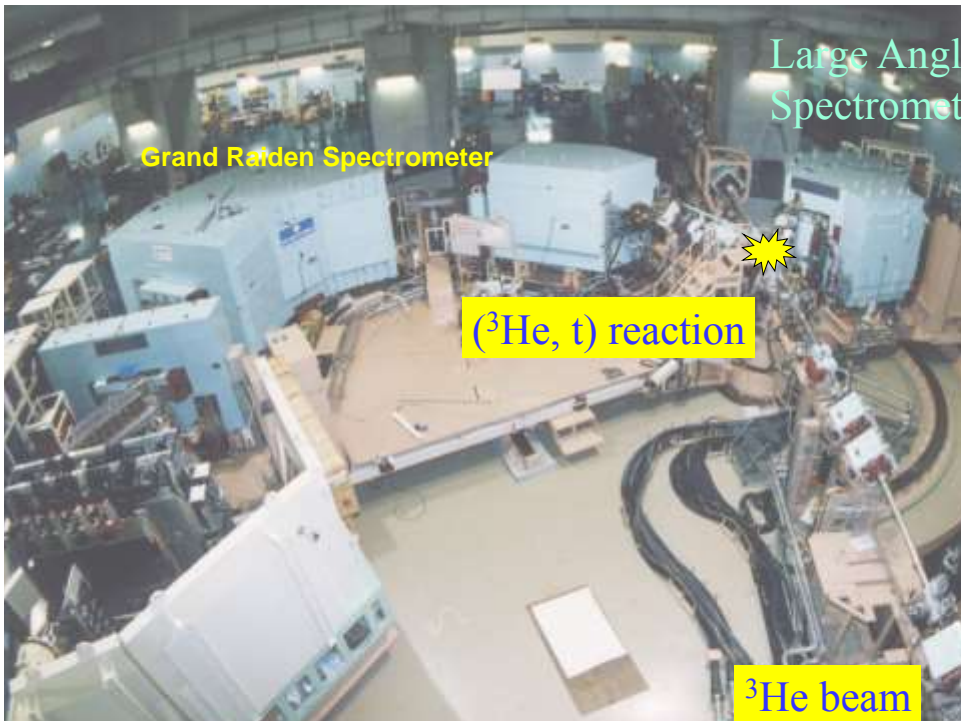 Large Angl
Spectromet
Grand Raiden Spectrometer
(³He, t) reaction
³He beam